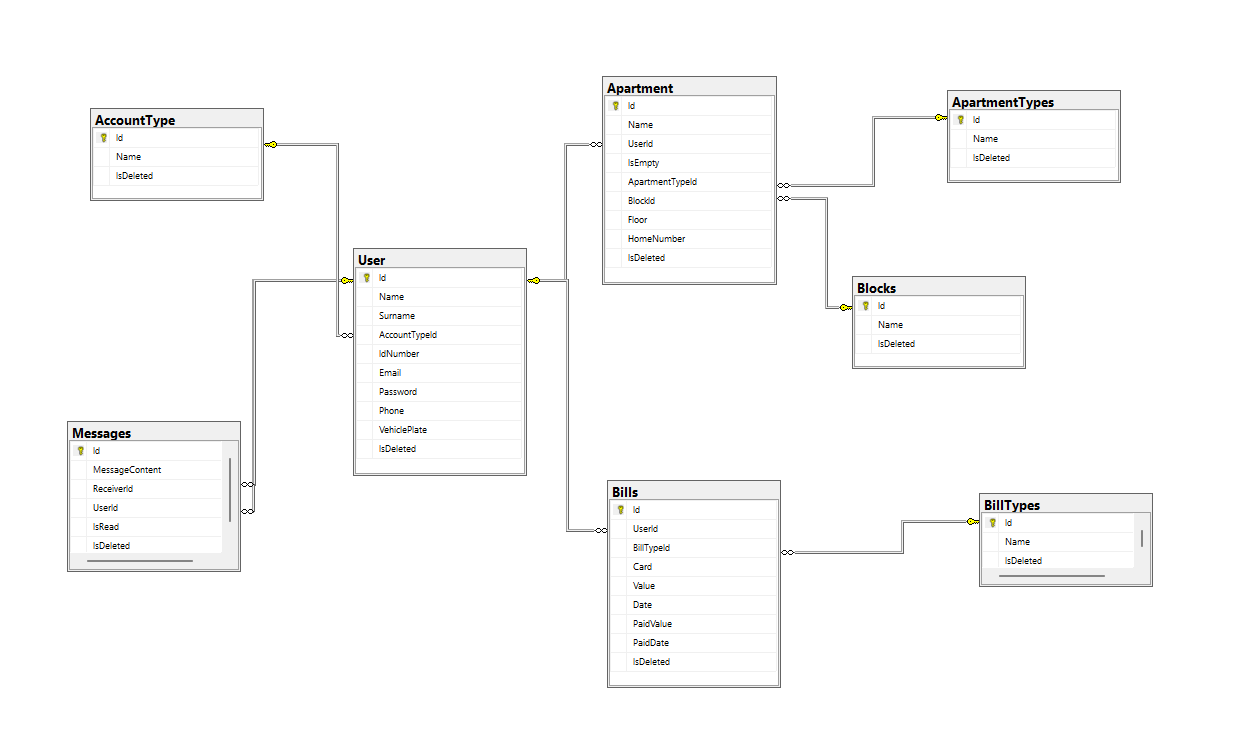 AccountType
Id
Name
IsDeleted
User
Id
Name
Surname
AccountTypeId
IdNumber
Email
Password
Phone
VehiclePlate
IsDeleted
Messages
Id
MessageContent
ReceiverId
UserId
IsRead
IsDeleted
Apartment
Id
Name
UserId
IsEmpty
ApartmentTypeId
BlockId
Floor
HomeNumber
IsDeleted
ApartmentTypes
Id
Name
IsDeleted
Blocks
Id
Name
IsDeleted
Bills
Id
UserId
BillTypeId
Card
Value
Date
PaidValue
PaidDate
IsDeleted
BillTypes
Id
Name
IsDeleted